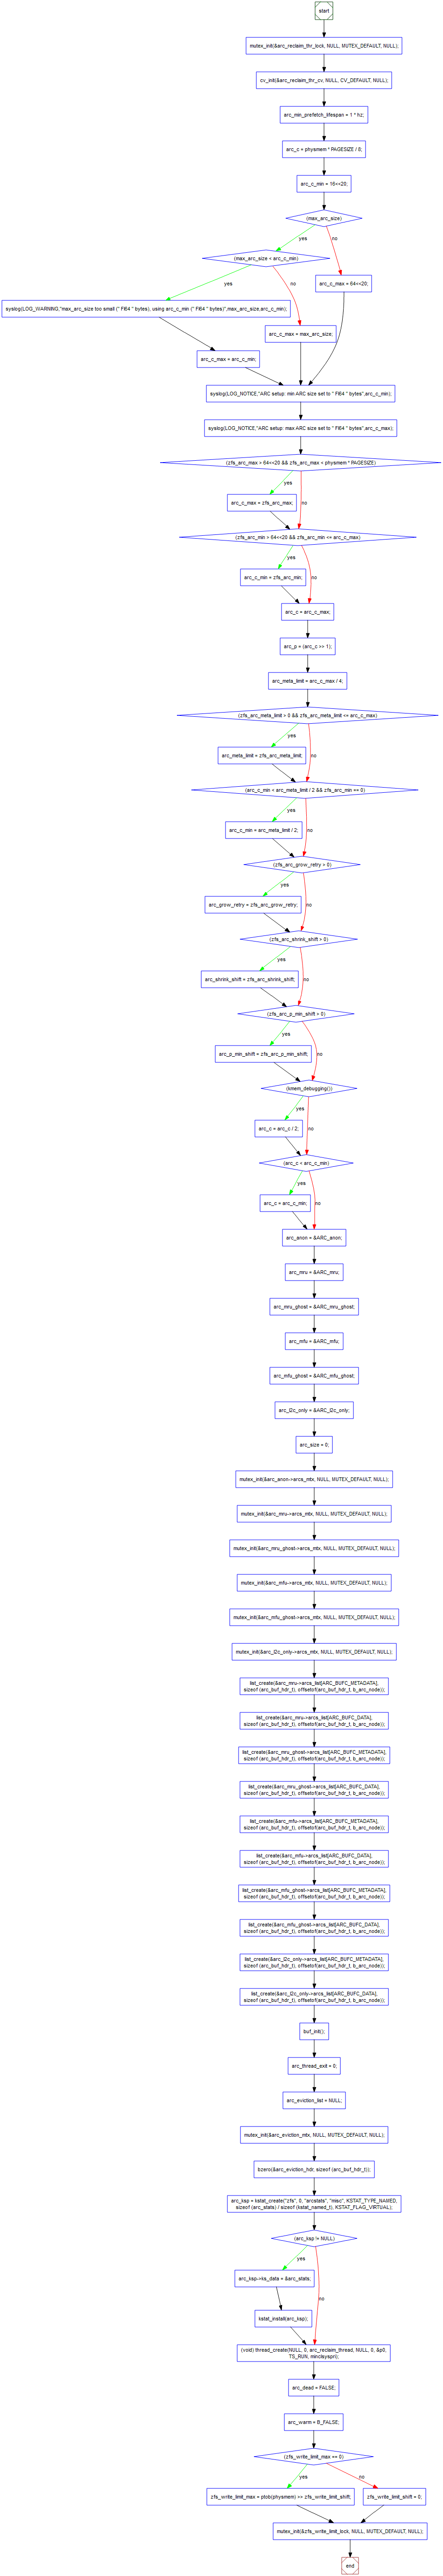 start
mutex_init(&arc_reclaim_thr_lock, NULL, MUTEX_DEFAULT, NULL);
cv_init(&arc_reclaim_thr_cv, NULL, CV_DEFAULT, NULL);
arc_min_prefetch_lifespan = 1 * hz;
arc_c = physmem * PAGESIZE / 8;
arc_c_min = 16<<20;
(max_arc_size)
yes
no
(max_arc_size < arc_c_min)
arc_c_max = 64<<20;
yes
no
syslog(LOG_WARNING,"max_arc_size too small (" FI64 " bytes), using arc_c_min (" FI64 " bytes)",max_arc_size,arc_c_min);
arc_c_max = max_arc_size;
arc_c_max = arc_c_min;
syslog(LOG_NOTICE,"ARC setup: min ARC size set to " FI64 " bytes",arc_c_min);
syslog(LOG_NOTICE,"ARC setup: max ARC size set to " FI64 " bytes",arc_c_max);
(zfs_arc_max > 64<<20 && zfs_arc_max < physmem * PAGESIZE)
yes
no
arc_c_max = zfs_arc_max;
(zfs_arc_min > 64<<20 && zfs_arc_min <= arc_c_max)
yes
no
arc_c_min = zfs_arc_min;
arc_c = arc_c_max;
arc_p = (arc_c >> 1);
arc_meta_limit = arc_c_max / 4;
(zfs_arc_meta_limit > 0 && zfs_arc_meta_limit <= arc_c_max)
yes
no
arc_meta_limit = zfs_arc_meta_limit;
(arc_c_min < arc_meta_limit / 2 && zfs_arc_min == 0)
yes
no
arc_c_min = arc_meta_limit / 2;
(zfs_arc_grow_retry > 0)
yes
no
arc_grow_retry = zfs_arc_grow_retry;
(zfs_arc_shrink_shift > 0)
yes
no
arc_shrink_shift = zfs_arc_shrink_shift;
(zfs_arc_p_min_shift > 0)
yes
no
arc_p_min_shift = zfs_arc_p_min_shift;
(kmem_debugging())
yes
no
arc_c = arc_c / 2;
(arc_c < arc_c_min)
yes
no
arc_c = arc_c_min;
arc_anon = &ARC_anon;
arc_mru = &ARC_mru;
arc_mru_ghost = &ARC_mru_ghost;
arc_mfu = &ARC_mfu;
arc_mfu_ghost = &ARC_mfu_ghost;
arc_l2c_only = &ARC_l2c_only;
arc_size = 0;
mutex_init(&arc_anon->arcs_mtx, NULL, MUTEX_DEFAULT, NULL);
mutex_init(&arc_mru->arcs_mtx, NULL, MUTEX_DEFAULT, NULL);
mutex_init(&arc_mru_ghost->arcs_mtx, NULL, MUTEX_DEFAULT, NULL);
mutex_init(&arc_mfu->arcs_mtx, NULL, MUTEX_DEFAULT, NULL);
mutex_init(&arc_mfu_ghost->arcs_mtx, NULL, MUTEX_DEFAULT, NULL);
mutex_init(&arc_l2c_only->arcs_mtx, NULL, MUTEX_DEFAULT, NULL);
list_create(&arc_mru->arcs_list[ARC_BUFC_METADATA],
sizeof (arc_buf_hdr_t), offsetof(arc_buf_hdr_t, b_arc_node));
list_create(&arc_mru->arcs_list[ARC_BUFC_DATA],
sizeof (arc_buf_hdr_t), offsetof(arc_buf_hdr_t, b_arc_node));
list_create(&arc_mru_ghost->arcs_list[ARC_BUFC_METADATA],
sizeof (arc_buf_hdr_t), offsetof(arc_buf_hdr_t, b_arc_node));
list_create(&arc_mru_ghost->arcs_list[ARC_BUFC_DATA],
sizeof (arc_buf_hdr_t), offsetof(arc_buf_hdr_t, b_arc_node));
list_create(&arc_mfu->arcs_list[ARC_BUFC_METADATA],
sizeof (arc_buf_hdr_t), offsetof(arc_buf_hdr_t, b_arc_node));
list_create(&arc_mfu->arcs_list[ARC_BUFC_DATA],
sizeof (arc_buf_hdr_t), offsetof(arc_buf_hdr_t, b_arc_node));
list_create(&arc_mfu_ghost->arcs_list[ARC_BUFC_METADATA],
sizeof (arc_buf_hdr_t), offsetof(arc_buf_hdr_t, b_arc_node));
list_create(&arc_mfu_ghost->arcs_list[ARC_BUFC_DATA],
sizeof (arc_buf_hdr_t), offsetof(arc_buf_hdr_t, b_arc_node));
list_create(&arc_l2c_only->arcs_list[ARC_BUFC_METADATA],
sizeof (arc_buf_hdr_t), offsetof(arc_buf_hdr_t, b_arc_node));
list_create(&arc_l2c_only->arcs_list[ARC_BUFC_DATA],
sizeof (arc_buf_hdr_t), offsetof(arc_buf_hdr_t, b_arc_node));
buf_init();
arc_thread_exit = 0;
arc_eviction_list = NULL;
mutex_init(&arc_eviction_mtx, NULL, MUTEX_DEFAULT, NULL);
bzero(&arc_eviction_hdr, sizeof (arc_buf_hdr_t));
arc_ksp = kstat_create("zfs", 0, "arcstats", "misc", KSTAT_TYPE_NAMED,
sizeof (arc_stats) / sizeof (kstat_named_t), KSTAT_FLAG_VIRTUAL);
(arc_ksp != NULL)
yes
no
arc_ksp->ks_data = &arc_stats;
kstat_install(arc_ksp);
(void) thread_create(NULL, 0, arc_reclaim_thread, NULL, 0, &p0,
TS_RUN, minclsyspri);
arc_dead = FALSE;
arc_warm = B_FALSE;
(zfs_write_limit_max == 0)
yes
no
zfs_write_limit_max = ptob(physmem) >> zfs_write_limit_shift;
zfs_write_limit_shift = 0;
mutex_init(&zfs_write_limit_lock, NULL, MUTEX_DEFAULT, NULL);
end